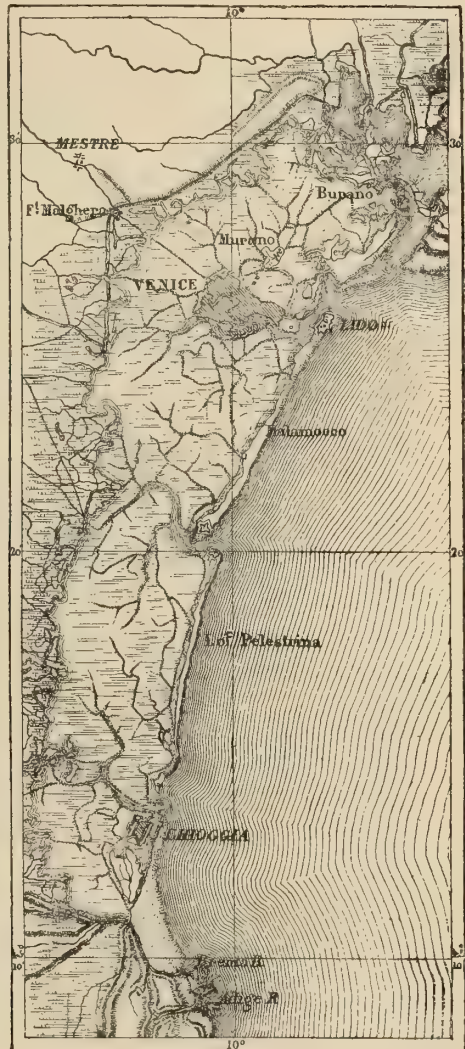 10°
30'
30'
MESTRE
Ft. Malghera
Burano
Murano
VENICE
LIDO
Malamocco
20'
20'
I. of Pelestrina
CHIOGGIA
10'
10'
Brenta R.
Adige R.
10°